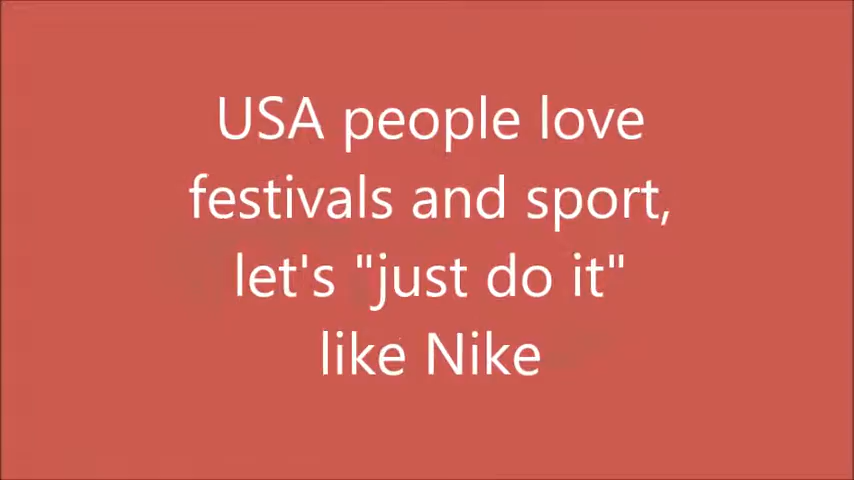 USA people love
festivals and sport,
let's "just do it"
like Nike